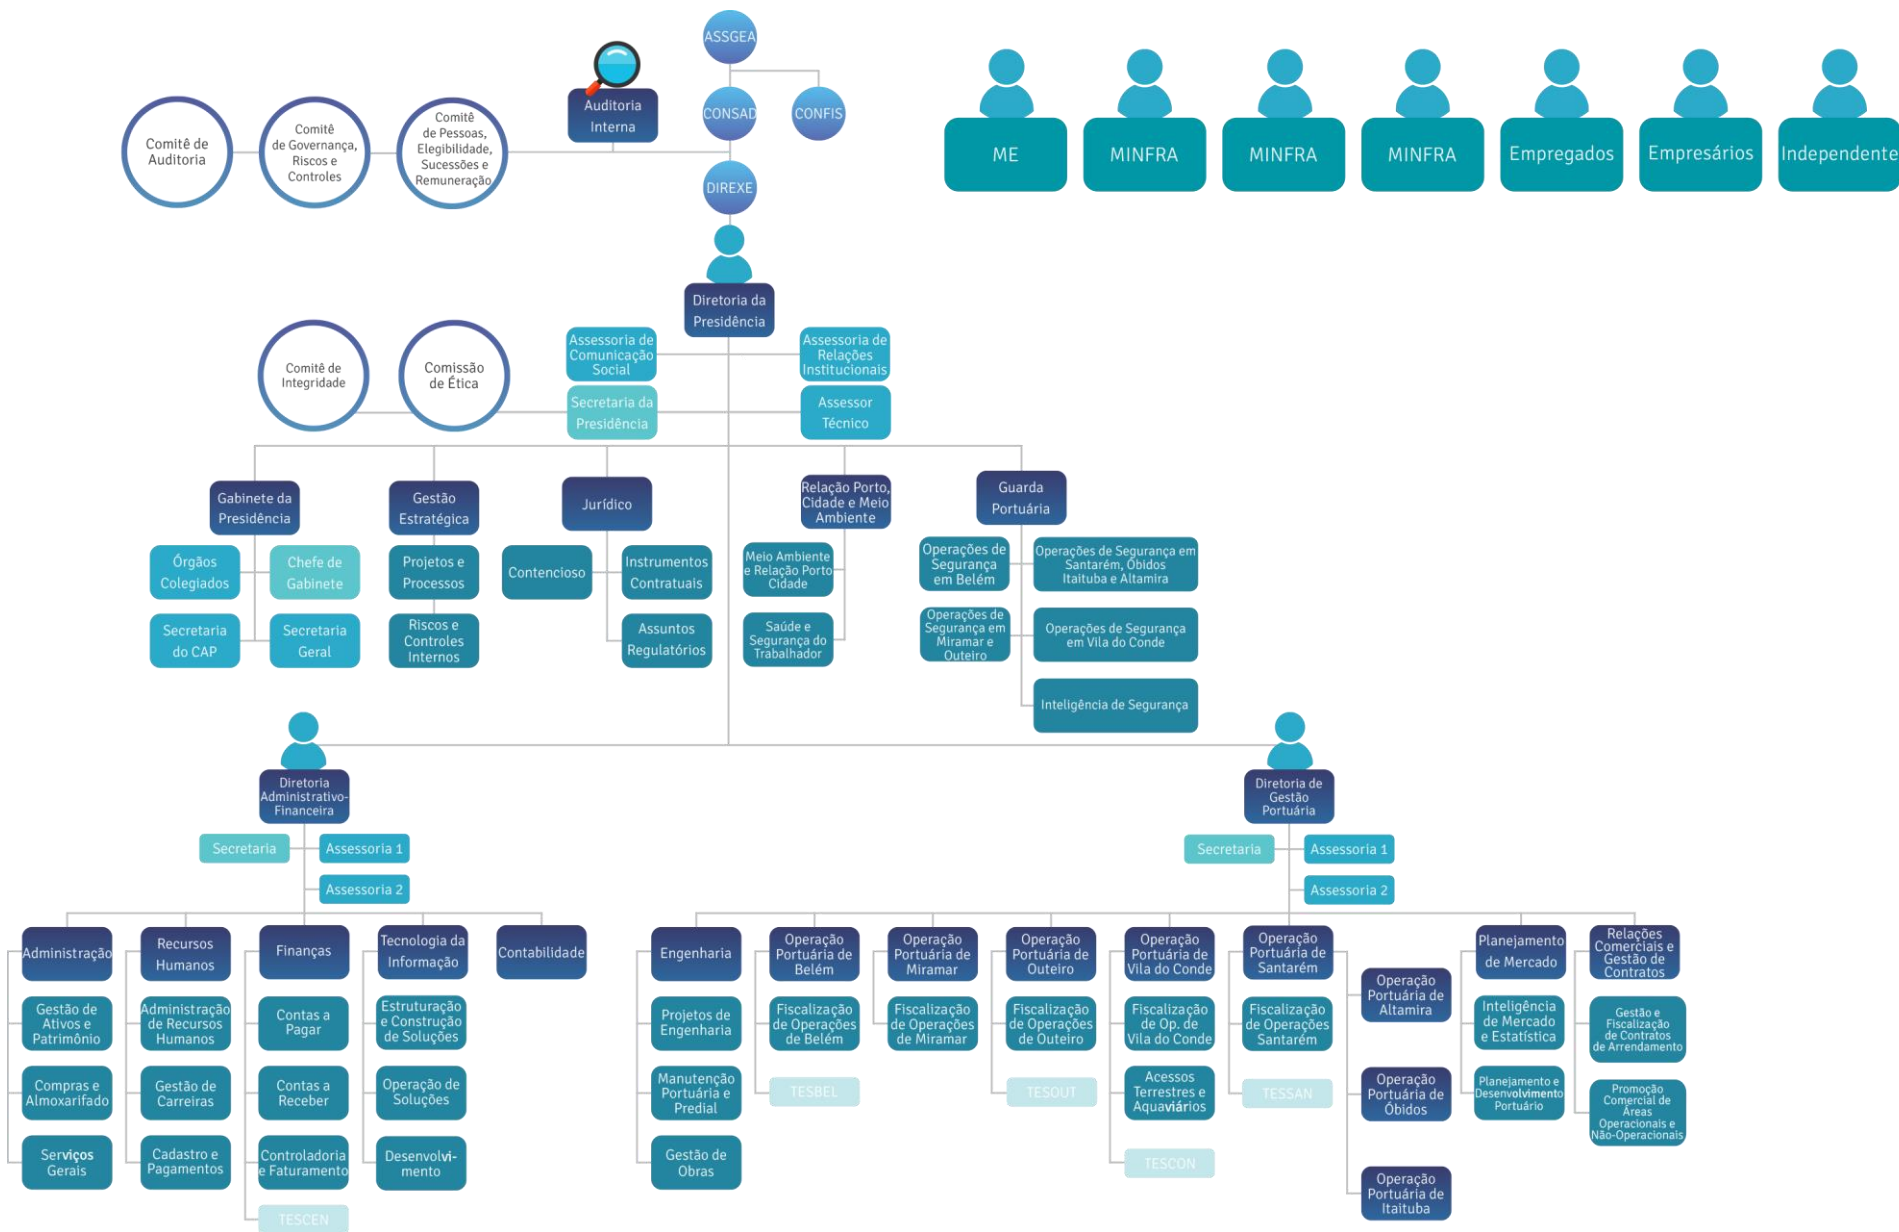 ASSGEA
Auditoria
Interna
CONSAD
CONFIS
Comitê de
Auditoria
Comitê
de Governança,
Riscos e
Controles
Comitê
de Pessoas,
Elegibilidade,
Sucessões e
Remuneração
DIREXE
ME
MINFRA
MINFRA
MINFRA
Empregados
Empresários
Independente
Diretoria da
Presidência
Comitê de
Integridade
Comissão
de Ética
Assessoria de
Comunicação
Social
Assessoria de
Relações
Institucionais
Secretaria da
Presidência
Assessor
Técnico
Gabinete da
Presidência
Gestão
Estratégica
Jurídico
Relação Porto,
Cidade e Meio
Ambiente
Guarda
Portuária
Órgãos
Colegiados
Chefe de
Gabinete
Projetos e
Processos
Contencioso
Instrumentos
Contratuais
Meio Ambiente
e Relação Porto
Cidade
Operações de
Segurança
em Belém
Operações de Segurança em
Santarém, Óbidos
Itaituba e Altamira
Secretaria
do CAP
Secretaria
Geral
Riscos e
Controles
Internos
Assuntos
Regulatórios
Saúde e
Segurança do
Trabalhador
Operações de
Segurança em
Miramar e
Outeiro
Operações de Segurança
em Vila do Conde
Inteligência de Segurança
Diretoria
Administrativo-
Financeira
Diretoria de
Gestão
Portuária
Secretaria
Assessoria 1
Assessoria 2
Secretaria
Assessoria 1
Assessoria 2
Administração
Recursos
Humanos
Finanças
Tecnologia da
Informação
Contabilidade
Engenharia
Operação
Portuária de
Belém
Operação
Portuária de
Miramar
Operação
Portuária de
Outeiro
Operação
Portuária de
Vila do Conde
Operação
Portuária de
Santarém
Planejamento
de Mercado
Relações
Comerciais e
Gestão de
Contratos
Operação
Portuária de
Altamira
Gestão de
Ativos e
Patrimônio
Administração
de Recursos
Humanos
Contas a
Pagar
Estruturação
e Construção
de Soluções
Projetos de
Engenharia
Fiscalização
de Operações
de Belém
Fiscalização
de Operações
de Miramar
Fiscalização
de Operações
de Outeiro
Fiscalização
de Op. de
Vila do Conde
Fiscalização
de Operações
Santarém
Inteligência
de Mercado
e Estatística
Gestão e
Fiscalização
de Contratos
de Arrendamento
Compras e
Almoxarifado
Gestão de
Carreiras
Contas a
Receber
Operação de
Soluções
Manutenção
Portuária e
Predial
TESBEL
TESOUT
Acessos
Terrestres e
Aquaviários
TESSAN
Operação
Portuária de
Óbidos
Planejamento e
Desenvolvimento
Portuário
Promoção
Comercial de
Áreas
Operacionais e
Não-Operacionais
Serviços
Gerais
Cadastro e
Pagamentos
Controladoria
e Faturamento
Desenvolvi-
mento
Gestão de
Obras
TESCON
Operação
Portuária de
Itaituba
TESCEN